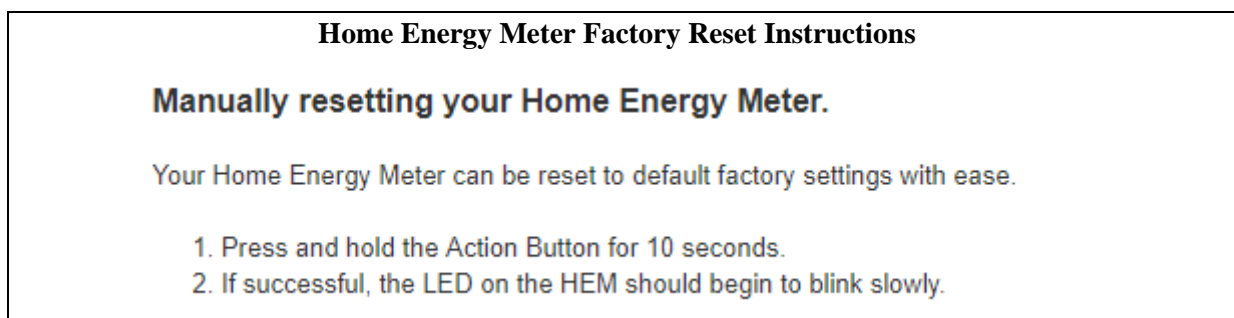 Home Energy Meter Factory Reset Instructions
Manually resetting your Home Energy Meter.
Your Home Energy Meter can be reset to default factory settings with ease.
1. Press and hold the Action Button for 10 seconds.
2. If successful, the LED on the HEM should begin to blink slowly.